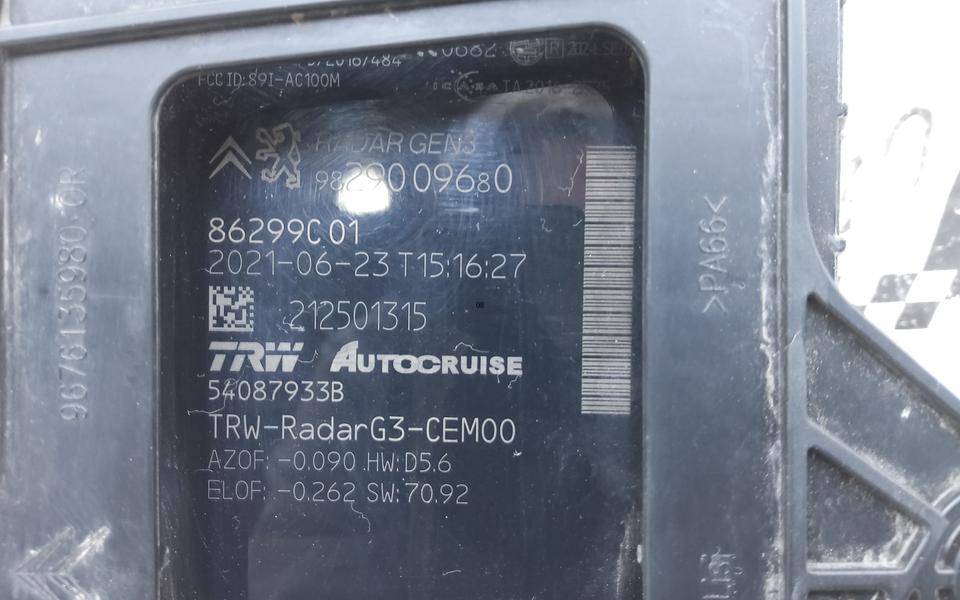 FCC ID: 89I-AC100M
RADAR GEN3
9829009680
86299C01
2021-06-23 T15:16:27
212501315
TRW AUTOCRUISE
54087933B
TRW-RadarG3-CEM00
AZOF: -0.090 HW: D5.6
ELOF: -0.262 SW: 70.92
9676135980-0R
>PA66<